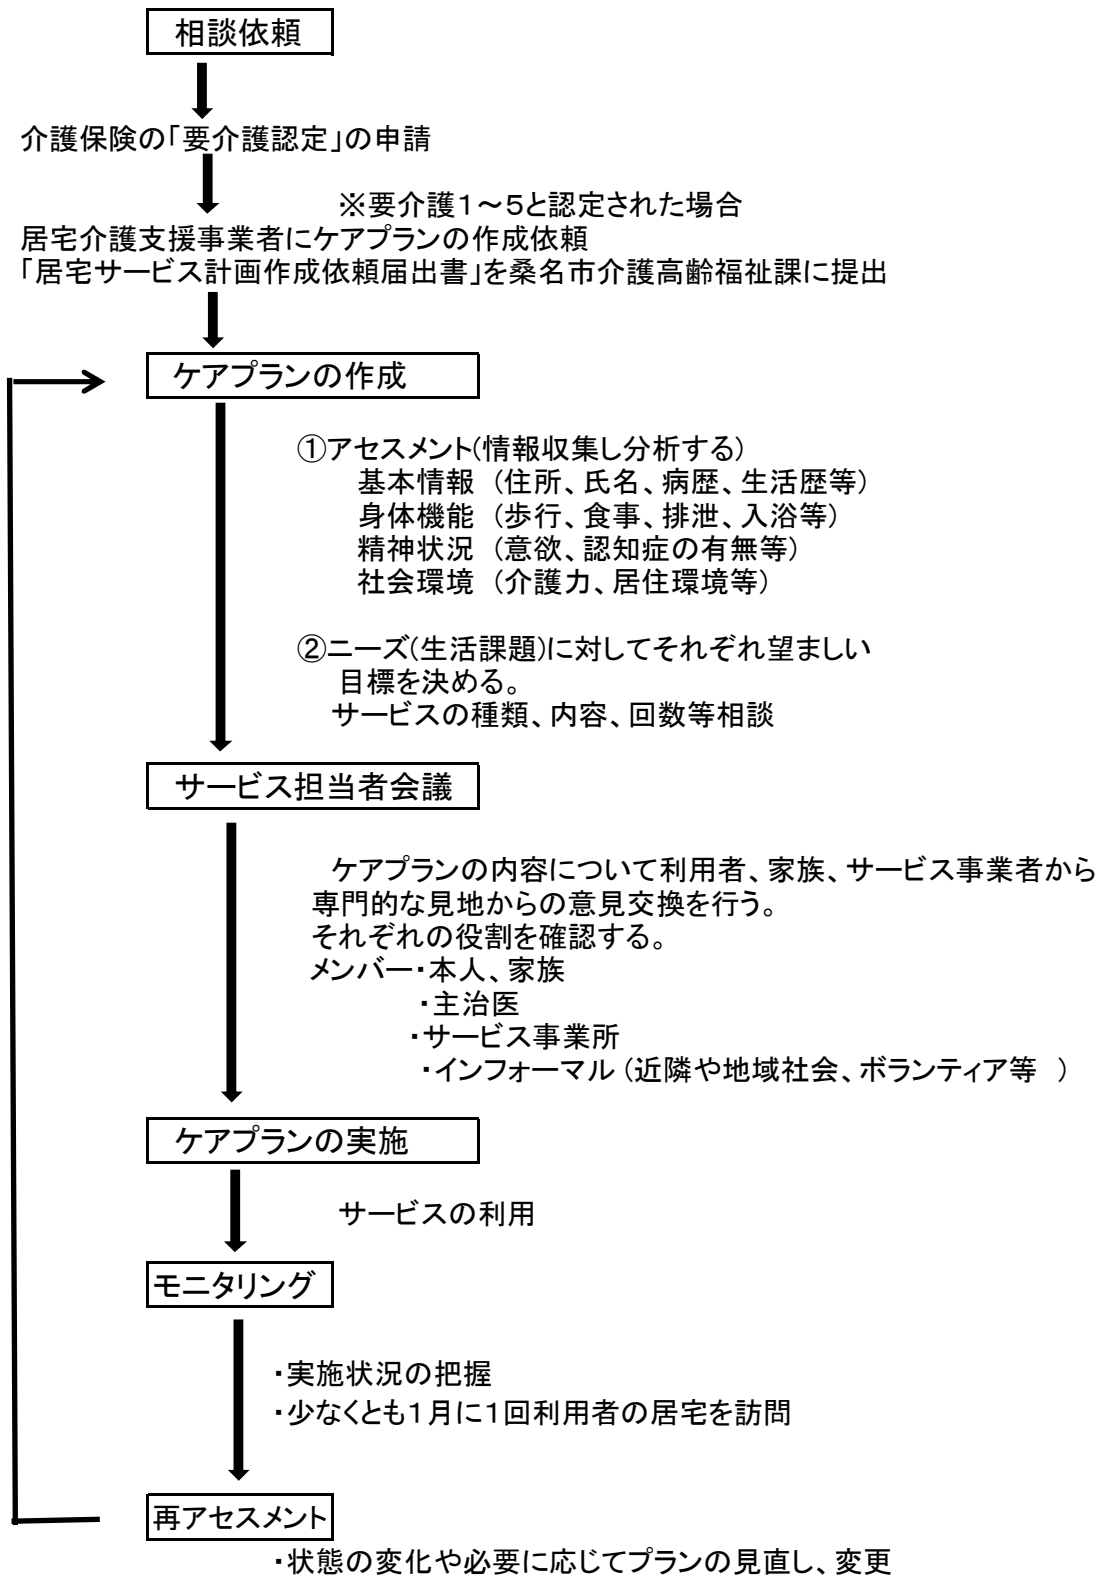 相談依頼
介護保険の「要介護認定」の申請
※要介護１～５と認定された場合
居宅介護支援事業者にケアプランの作成依頼
「居宅サービス計画作成依頼届出書」を桑名市介護高齢福祉課に提出
ケアプランの作成
①アセスメント(情報収集し分析する)
基本情報 （住所、氏名、病歴、生活歴等）
身体機能 （歩行、食事、排泄、入浴等）
精神状況 （意欲、認知症の有無等）
社会環境 （介護力、居住環境等）
②ニーズ(生活課題)に対してそれぞれ望ましい
目標を決める。
サービスの種類、内容、回数等相談
サービス担当者会議
ケアプランの内容について利用者、家族、サービス事業者から
専門的な見地からの意見交換を行う。
それぞれの役割を確認する。
メンバー・本人、家族
・主治医
・サービス事業所
・インフォーマル（近隣や地域社会、ボランティア等　）
ケアプランの実施
サービスの利用
モニタリング
・実施状況の把握
・少なくとも１月に１回利用者の居宅を訪問
再アセスメント
・状態の変化や必要に応じてプランの見直し、変更